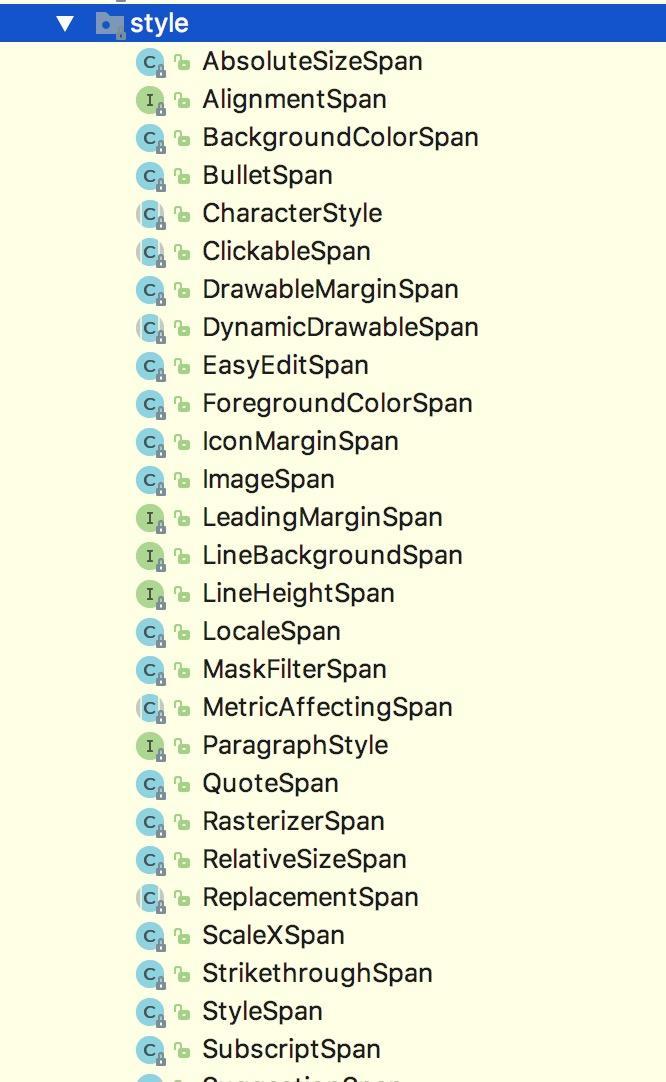 style
AbsoluteSizeSpan
AlignmentSpan
BackgroundColorSpan
BulletSpan
CharacterStyle
ClickableSpan
DrawableMarginSpan
DynamicDrawableSpan
EasyEditSpan
ForegroundColorSpan
IconMarginSpan
ImageSpan
LeadingMarginSpan
LineBackgroundSpan
LineHeightSpan
LocaleSpan
MaskFilterSpan
MetricAffectingSpan
ParagraphStyle
QuoteSpan
RasterizerSpan
RelativeSizeSpan
ReplacementSpan
ScaleXSpan
StrikethroughSpan
StyleSpan
SubscriptSpan